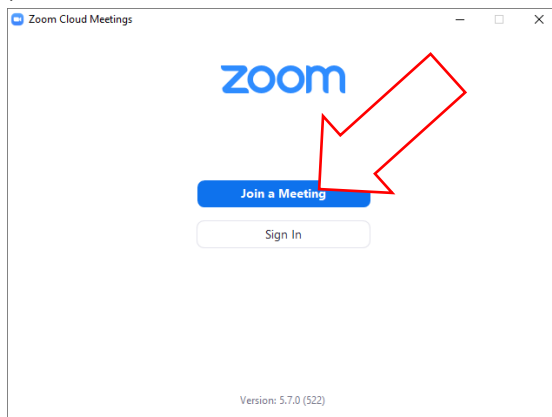 Zoom Cloud Meetings
zoom
Join a Meeting
Sign In
Version: 5.7.0 (522)